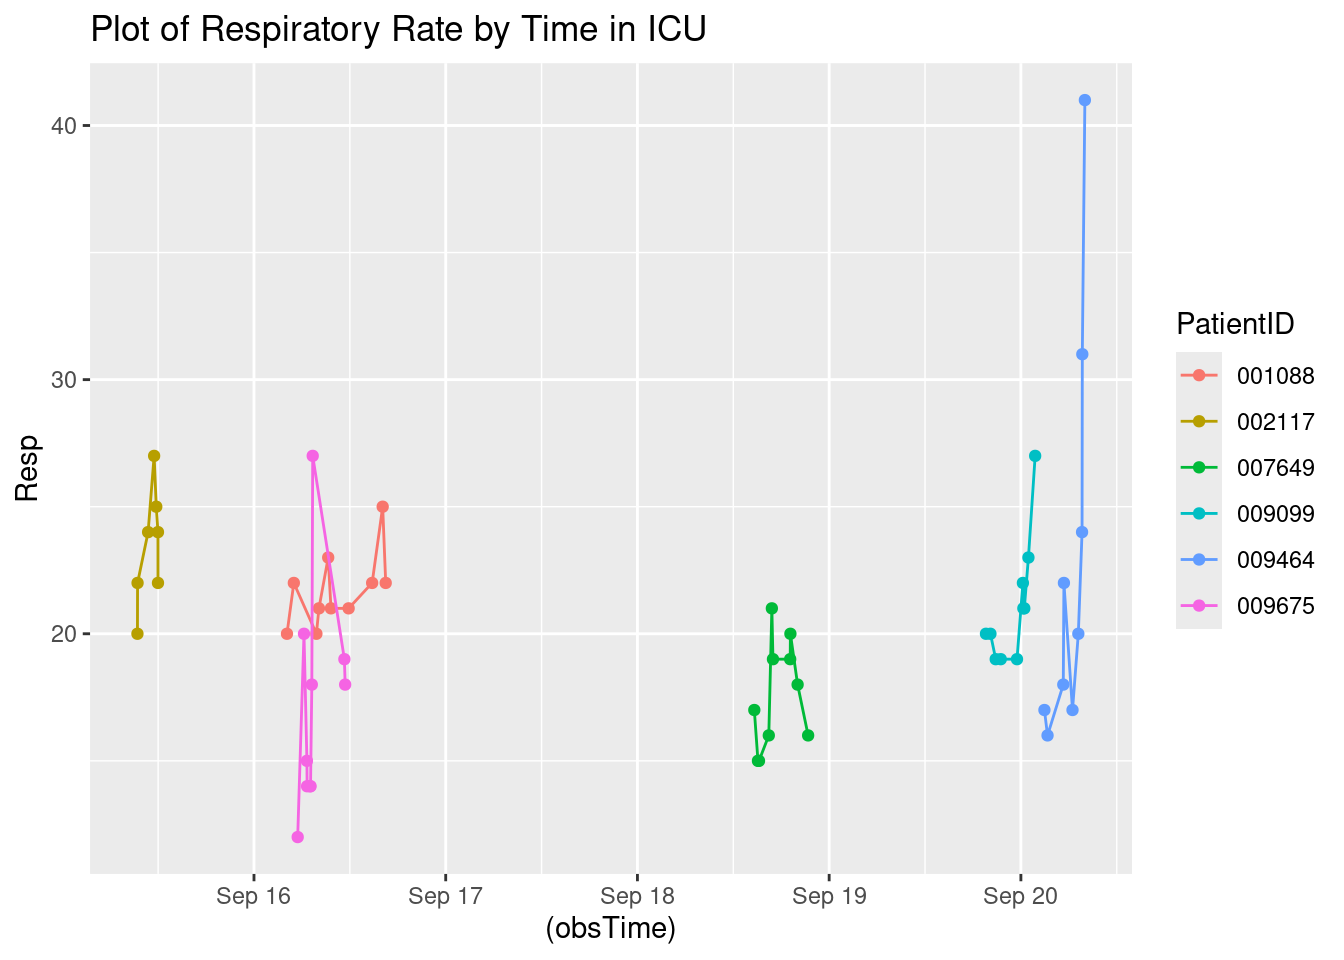 Plot of Respiratory Rate by Time in ICU
Resp
40
30
20
Sep 16
Sep 17
Sep 18
Sep 19
Sep 20
(obsTime)
PatientID
001088
002117
007649
009099
009464
009675